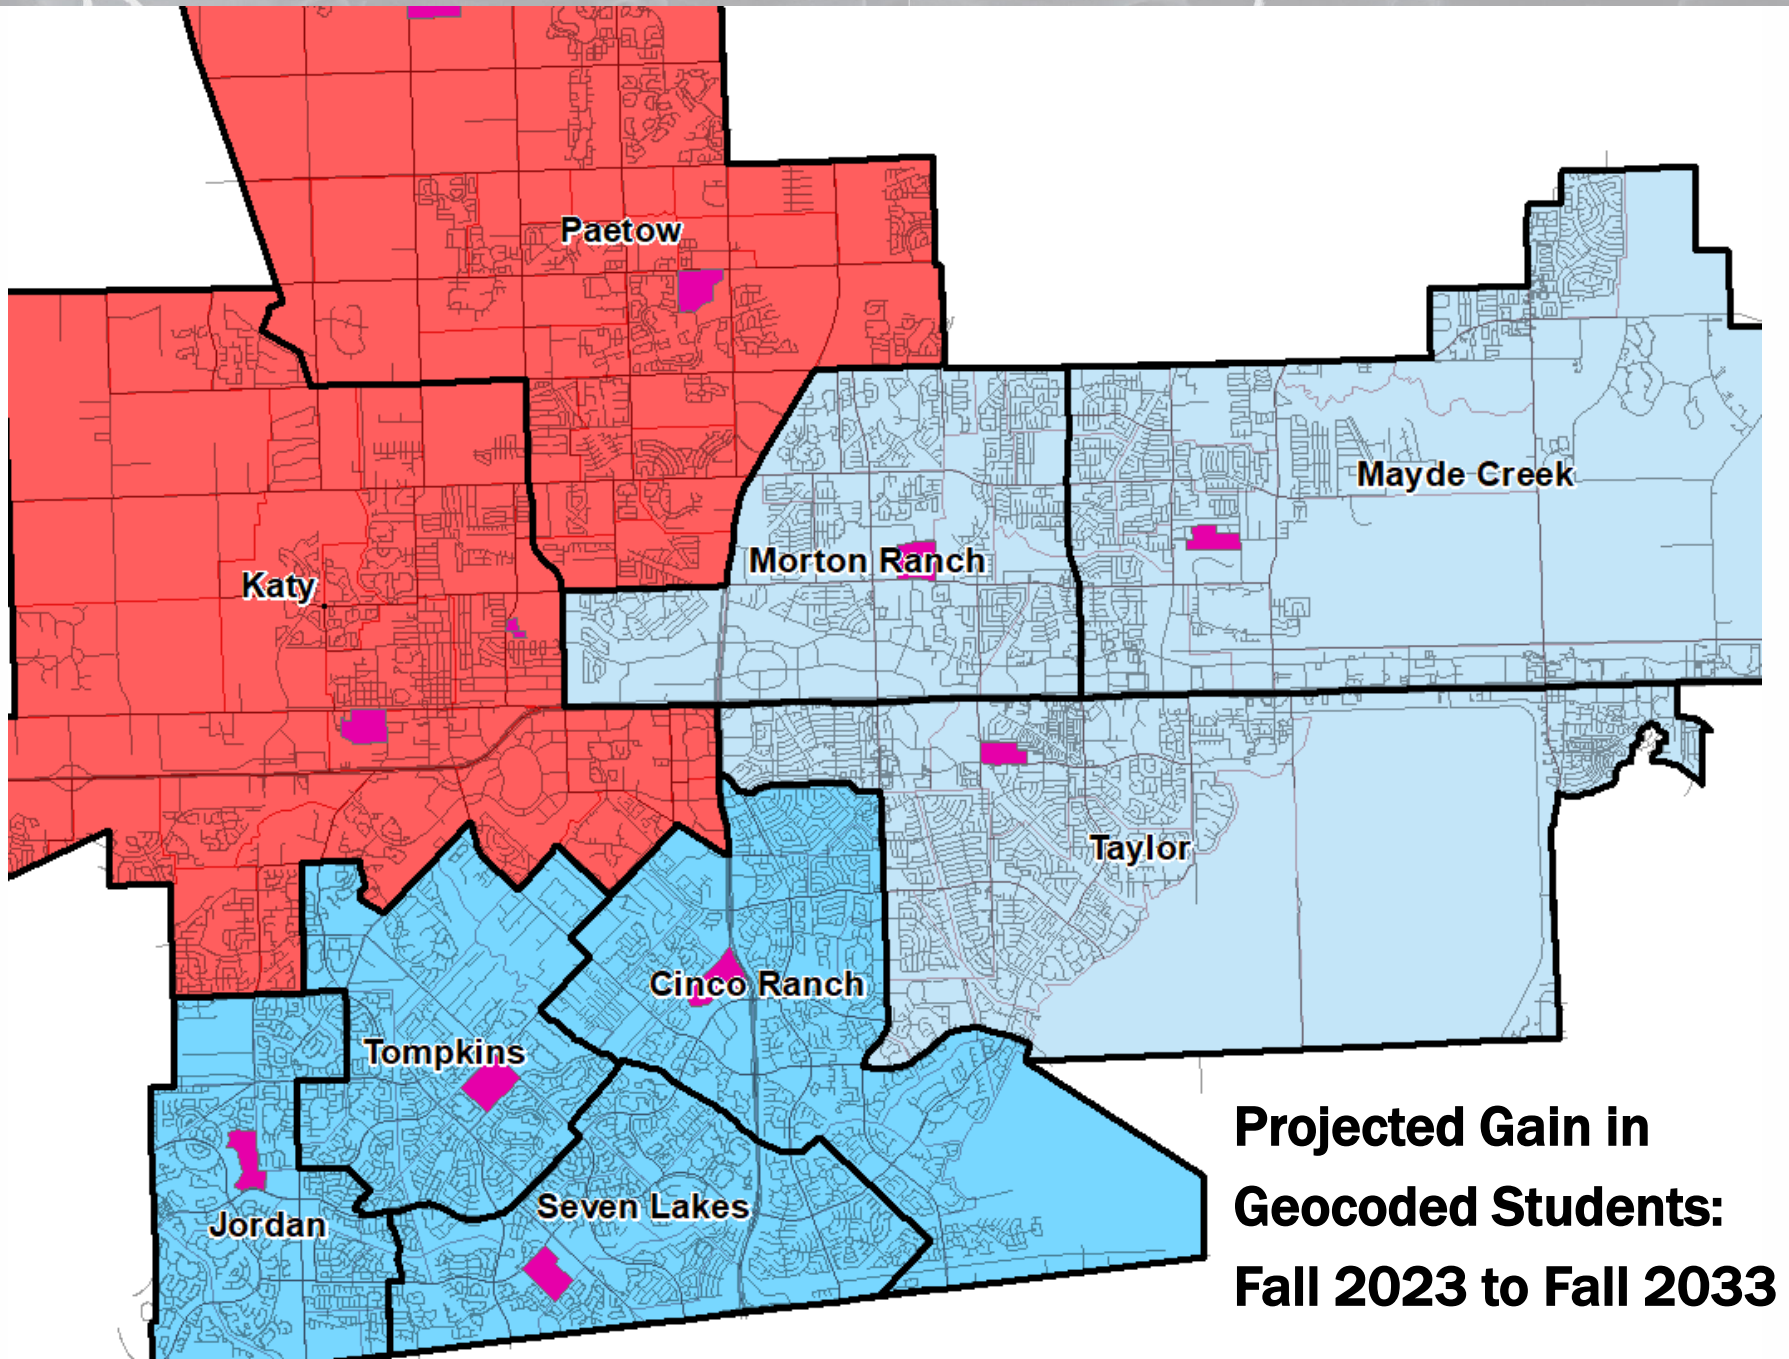 Paetow
Mayde Creek
Morton Ranch
Katy
Taylor
Cinco Ranch
Tompkins
Seven Lakes
Jordan
Projected Gain in
Geocoded Students:
Fall 2023 to Fall 2033